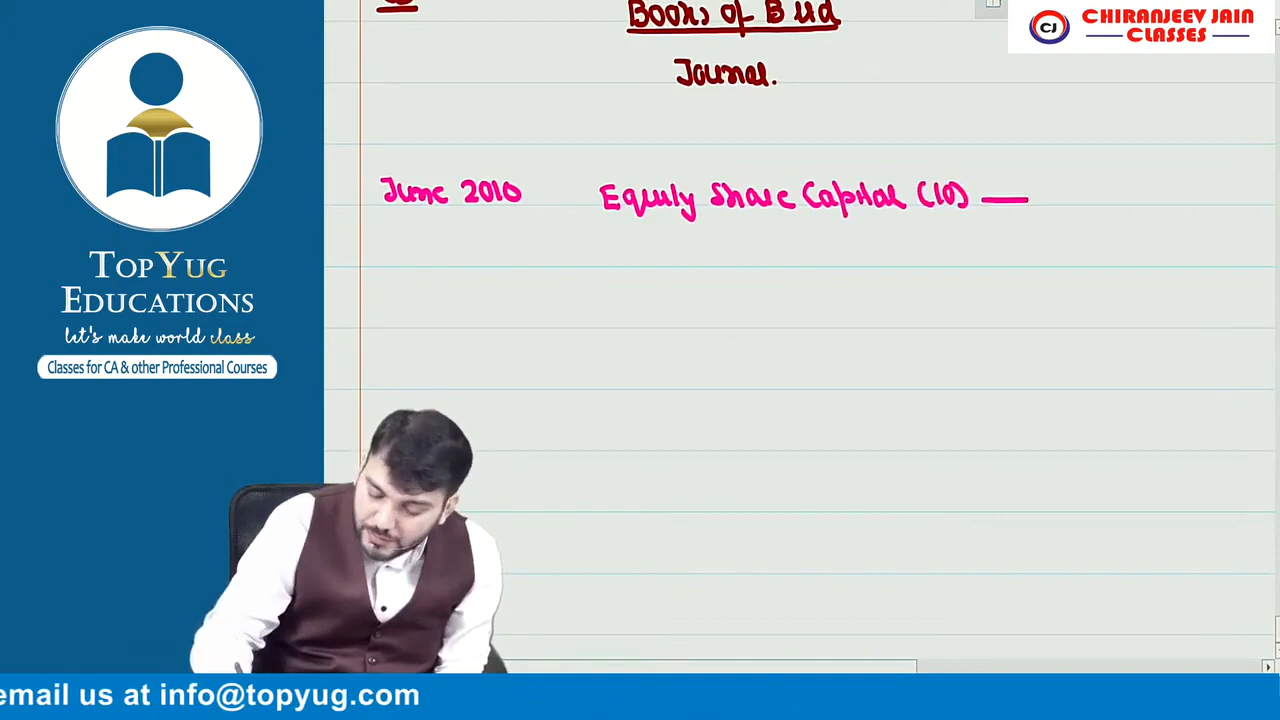 Books of B Ltd
Journal.
CHIRANJEEV JAIN
CLASSES
CJ
June 2010 Equity Share Capital (10) —
TOPYUG
EDUCATIONS
let's make world class
Classes for CA & other Professional Courses
email us at info@topyug.com